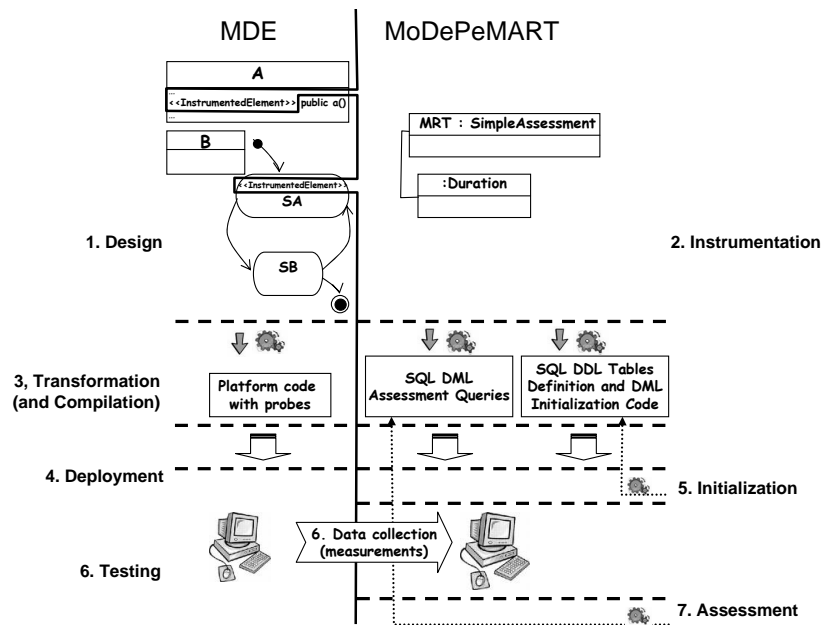 MDE
MoDePeMART
A
...
<<InstrumentedElement>> public a()
...
B
MRT : SimpleAssessment
:Duration
<<InstrumentedElement>>
SA
1. Design
2. Instrumentation
SB
3, Transformation
(and Compilation)
Platform code
with probes
SQL DML
Assessment Queries
SQL DDL Tables
Definition and DML
Initialization Code
4. Deployment
5. Initialization
6. Data collection
(measurements)
6. Testing
7. Assessment